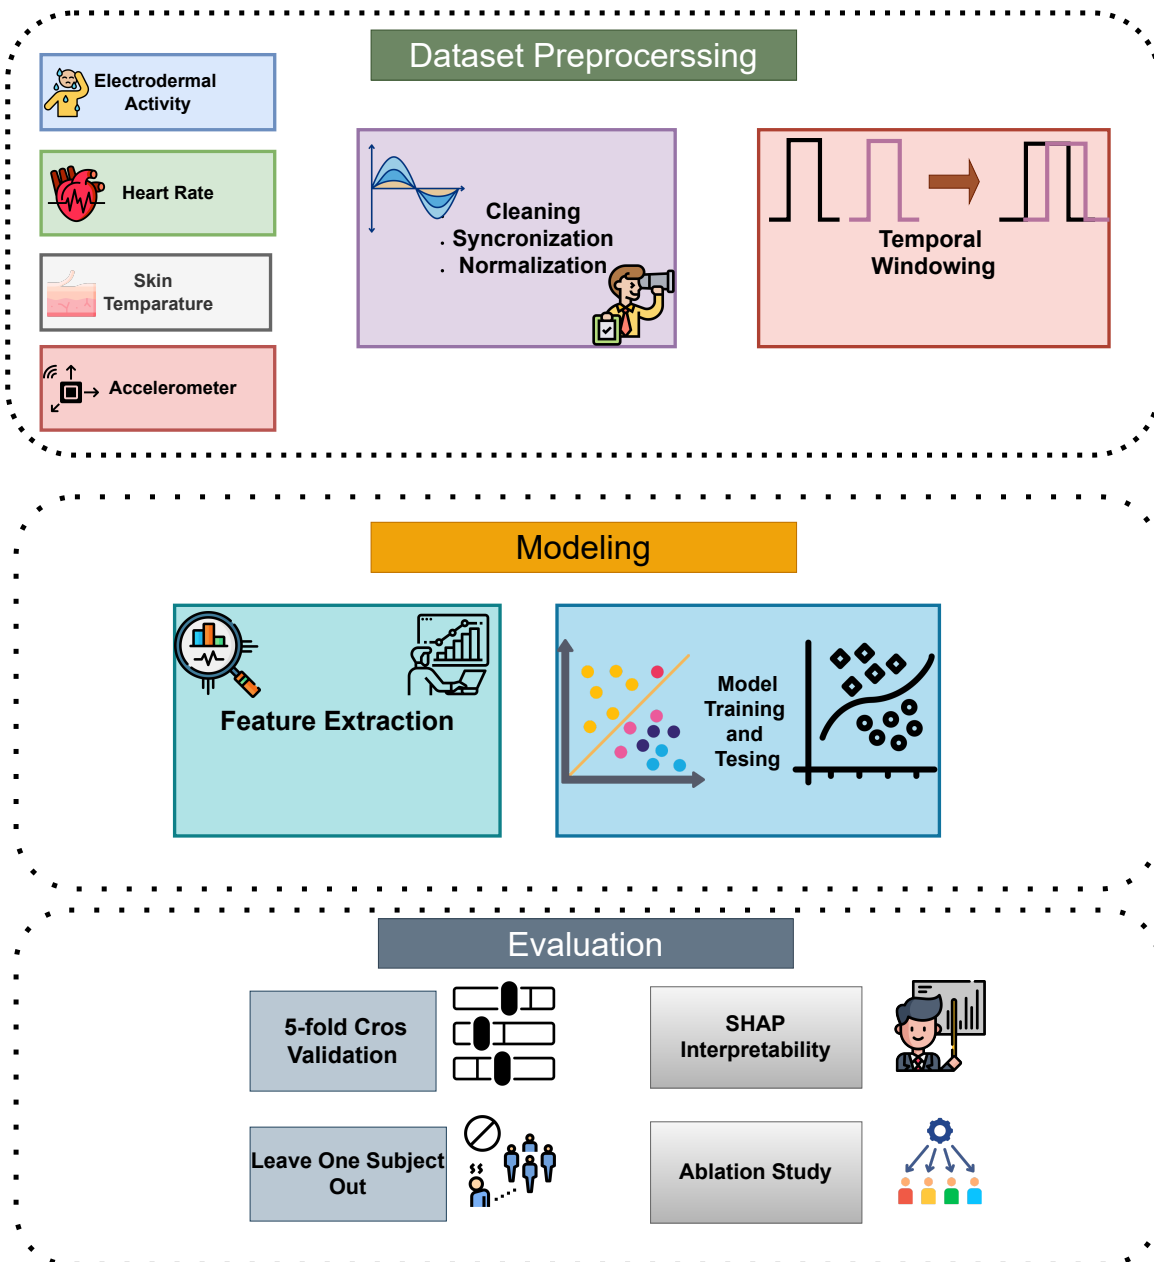 Dataset Preprocerssing
Electrodermal
Activity
Heart Rate
Skin
Temparature
Accelerometer
Cleaning
. Syncronization
. Normalization
Temporal
Windowing
Modeling
Feature Extraction
Model
Training
and
Tesing
Evaluation
5-fold Cros
Validation
SHAP
Interpretability
Leave One Subject
Out
Ablation Study